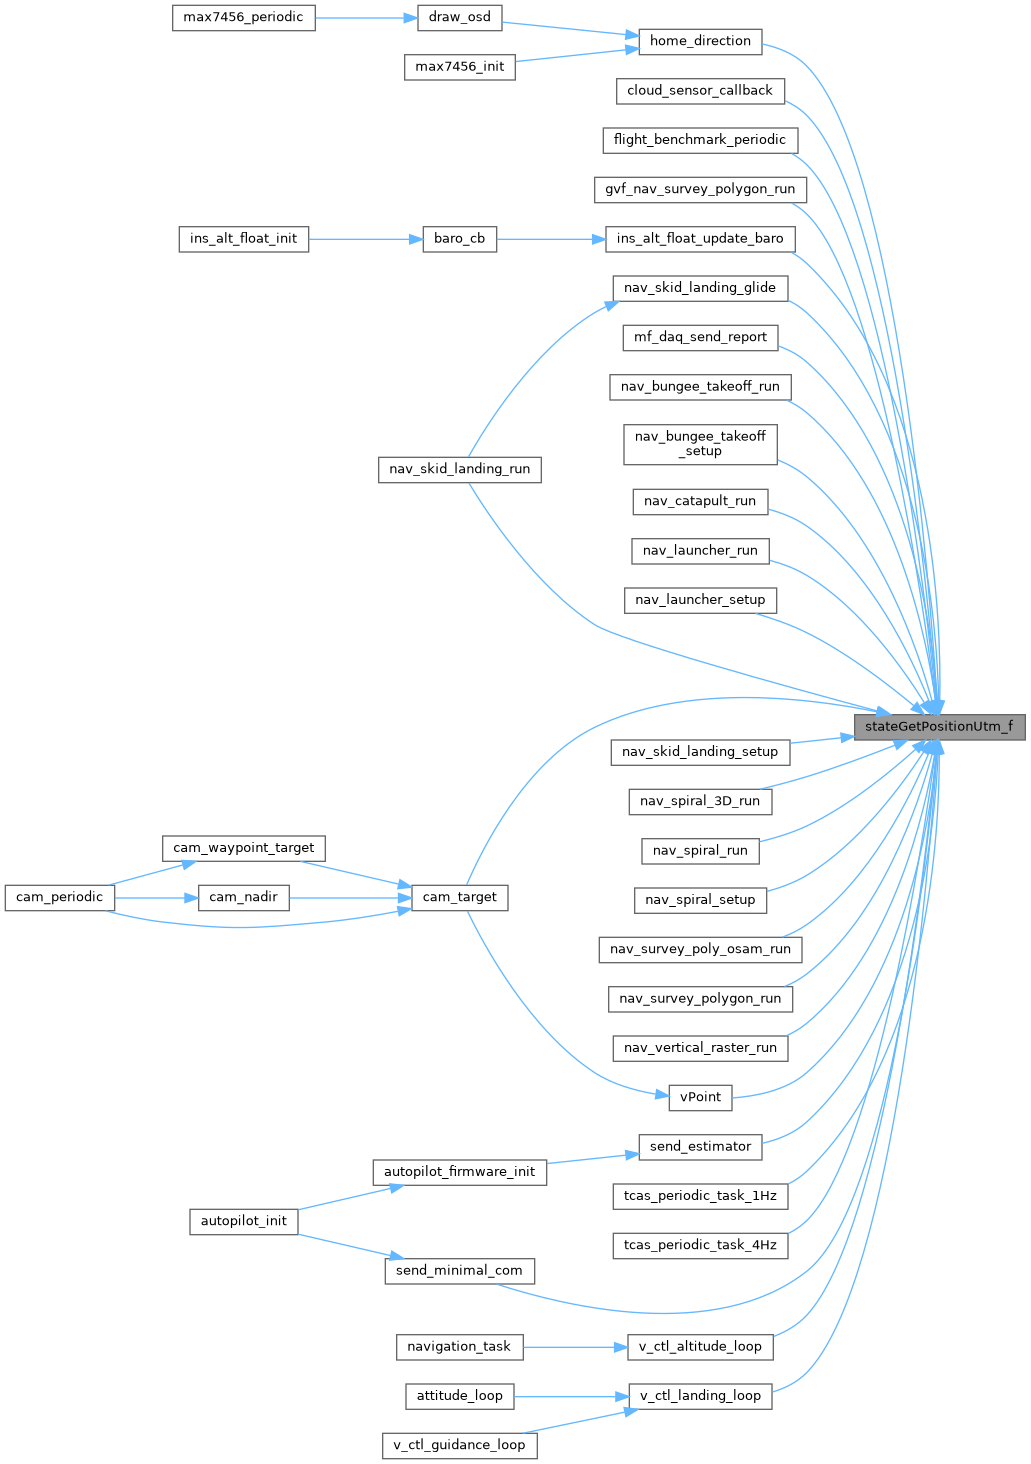 max7456_periodic
draw_osd
home_direction
max7456_init
cloud_sensor_callback
flight_benchmark_periodic
gvf_nav_survey_polygon_run
ins_alt_float_init
baro_cb
ins_alt_float_update_baro
nav_skid_landing_glide
mf_daq_send_report
nav_bungee_takeoff_run
nav_bungee_takeoff
_setup
nav_skid_landing_run
nav_catapult_run
nav_launcher_run
nav_launcher_setup
stateGetPositionUtm_f
nav_skid_landing_setup
nav_spiral_3D_run
cam_waypoint_target
nav_spiral_run
cam_periodic
cam_nadir
cam_target
nav_spiral_setup
nav_survey_poly_osam_run
nav_survey_polygon_run
nav_vertical_raster_run
vPoint
send_estimator
autopilot_firmware_init
tcas_periodic_task_1Hz
autopilot_init
tcas_periodic_task_4Hz
send_minimal_com
navigation_task
v_ctl_altitude_loop
attitude_loop
v_ctl_landing_loop
v_ctl_guidance_loop